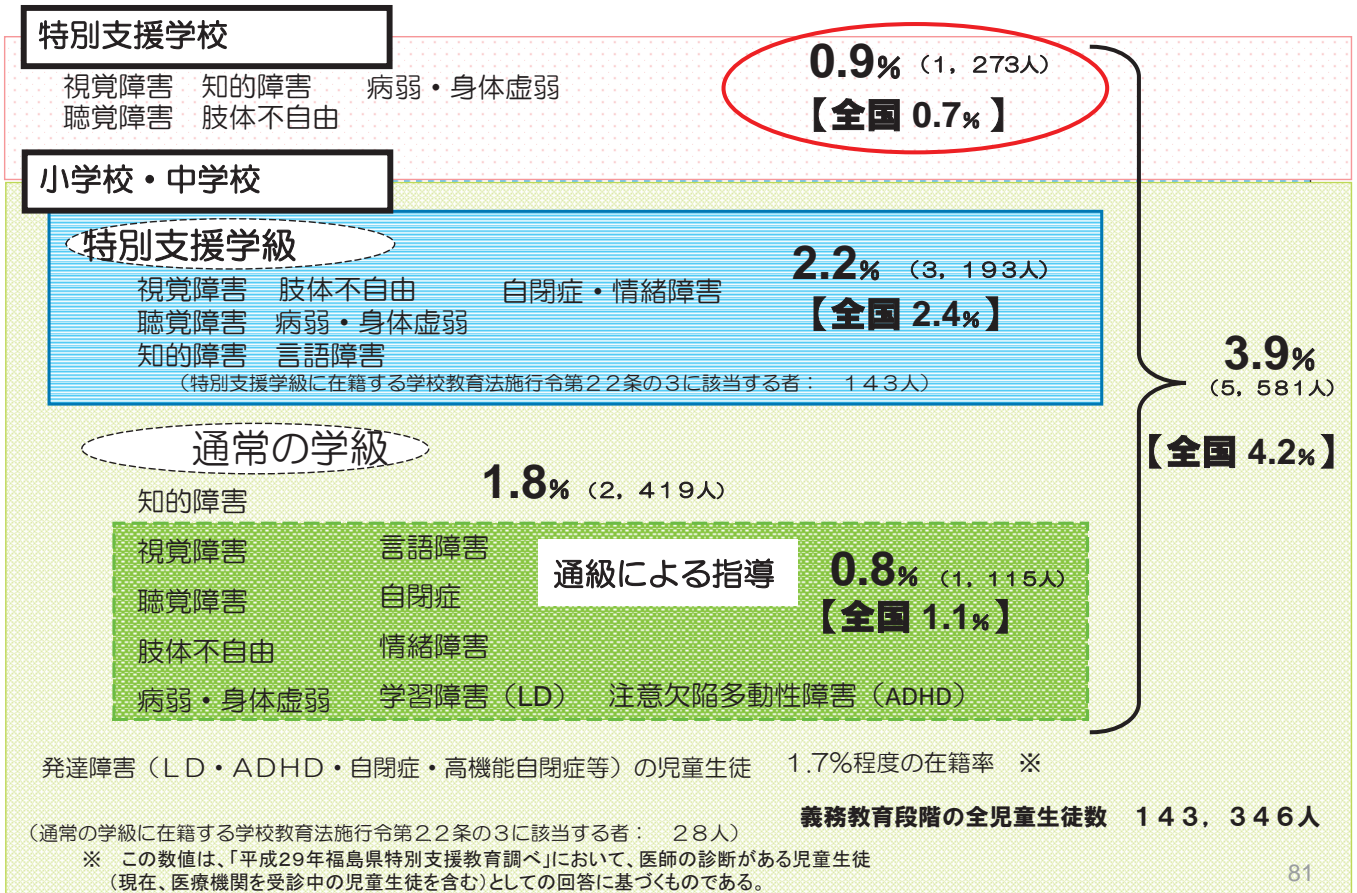 特別支援学校
0.9% (1, 273人)
視覚障害 知的障害 病弱・身体虚弱
聴覚障害 肢体不自由
【全国 0.7%】
小学校・中学校
特別支援学級
2.2% (3, 193人)
視覚障害 肢体不自由 自閉症・情緒障害
【全国 2.4%】
聴覚障害 病弱・身体虚弱
知的障害 言語障害
(特別支援学級に在籍する学校教育法施行令第22条の3に該当する者: 143人)
3.9%
(5, 581人)
【全国 4.2%】
通常の学級
1.8% (2, 419人)
知的障害
視覚障害 言語障害
通級による指導
0.8% (1, 115人)
【全国 1.1%】
聴覚障害 自閉症
肢体不自由 情緒障害
病弱・身体虚弱 学習障害(LD) 注意欠陥多動性障害(ADHD)
発達障害(LD・ADHD・自閉症・高機能自閉症等)の児童生徒 1.7%程度の在籍率 ※
義務教育段階の全児童生徒数 143, 346人
(通常の学級に在籍する学校教育法施行令第22条の3に該当する者: 28人)
※ この数値は、「平成29年福島県特別支援教育調べ」において、医師の診断がある児童生徒
(現在、医療機関を受診中の児童生徒を含む)としての回答に基づくものである。
81